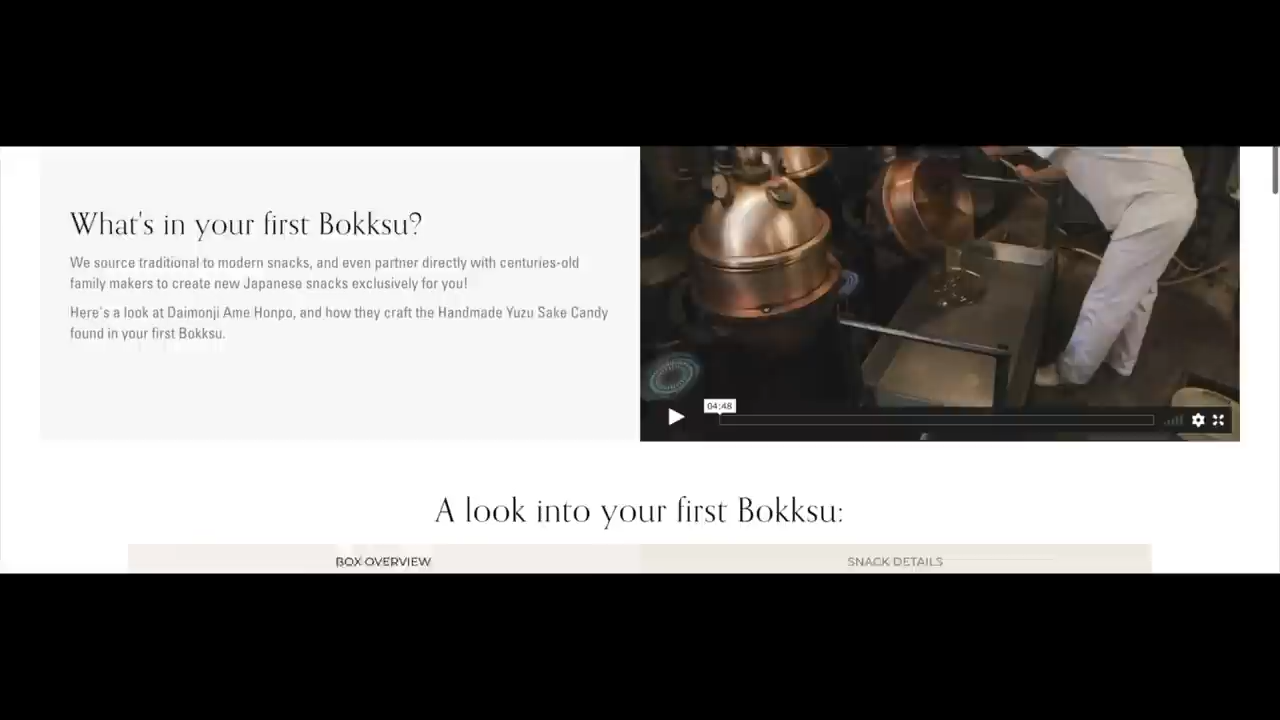 What's in your first Bokksu?
We source traditional to modern snacks, and even partner directly with centuries-old
family makers to create new Japanese snacks exclusively for you!
Here's a look at Daimonji Ame Honpo, and how they craft the Handmade Yuzu Sake Candy
found in your first Bokksu.
04:48
A look into your first Bokksu:
BOX OVERVIEW
SNACK DETAILS